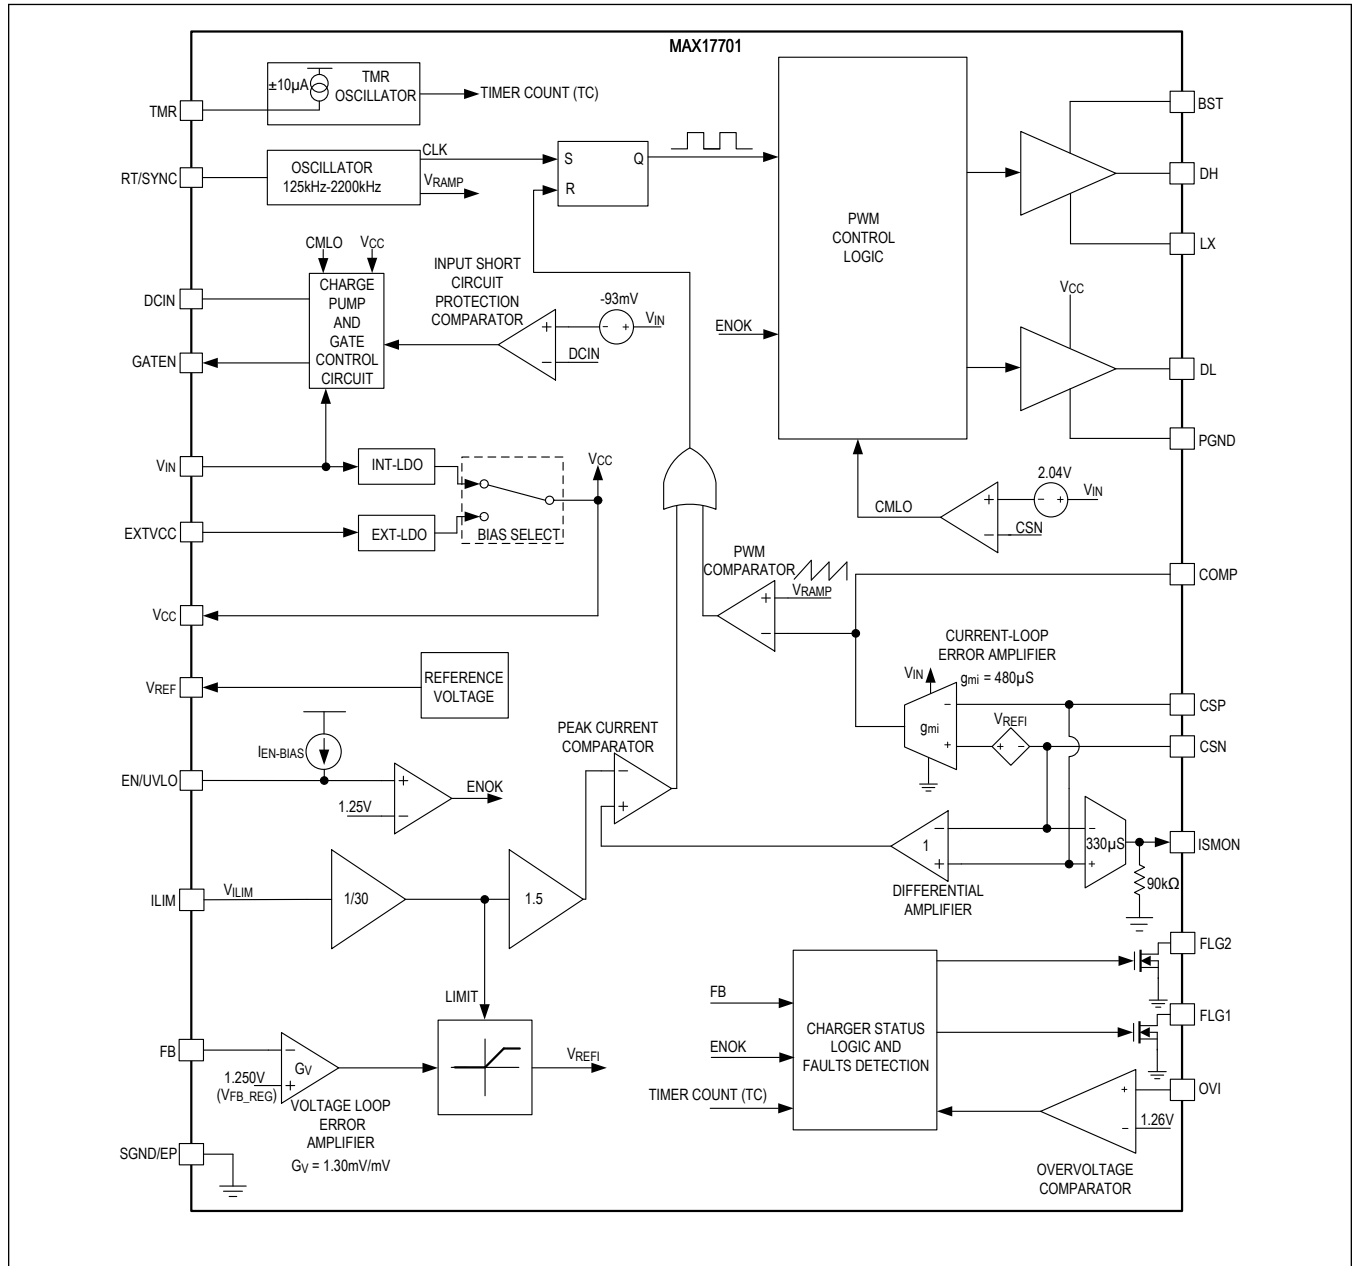 MAX17701
TMR
±10µA
TMR
OSCILLATOR
TIMER COUNT (TC)
RT/SYNC
OSCILLATOR
125kHz-2200kHz
CLK
VRAMP
S
Q
R
PWM
CONTROL
LOGIC
BST
DH
LX
CMLO
VCC
DCIN
GATEN
CHARGE
PUMP
AND
GATE
CONTROL
CIRCUIT
INPUT SHORT
CIRCUIT
PROTECTION
COMPARATOR
+
−
-93mV
-
+
VIN
DCIN
ENOK
VCC
DL
PGND
VIN
INT-LDO
EXTVCC
EXT-LDO
BIAS SELECT
VCC
CMLO
+
−
2.04V
-
+
VIN
CSN
VCC
PWM
COMPARATOR
+
−
VRAMP
COMP
VREF
REFERENCE
VOLTAGE
CURRENT-LOOP
ERROR AMPLIFIER
gmi = 480µS
VIN
gmi
−
+
VREFI
+
-
CSP
CSN
IEN-BIAS
EN/UVLO
1.25V
+
−
ENOK
PEAK CURRENT
COMPARATOR
−
+
1
−
+
DIFFERENTIAL
AMPLIFIER
−
330µS
+
ISMON
90kΩ
ILIM
VILIM
1/30
1.5
LIMIT
FB
1.250V
(VFB_REG)
−
GV
+
VOLTAGE LOOP
ERROR
AMPLIFIER
GV = 1.30mV/mV
VREFI
FB
ENOK
TIMER COUNT (TC)
CHARGER STATUS
LOGIC AND
FAULTS DETECTION
FLG2
FLG1
OVI
+
−
1.26V
OVERVOLTAGE
COMPARATOR
SGND/EP